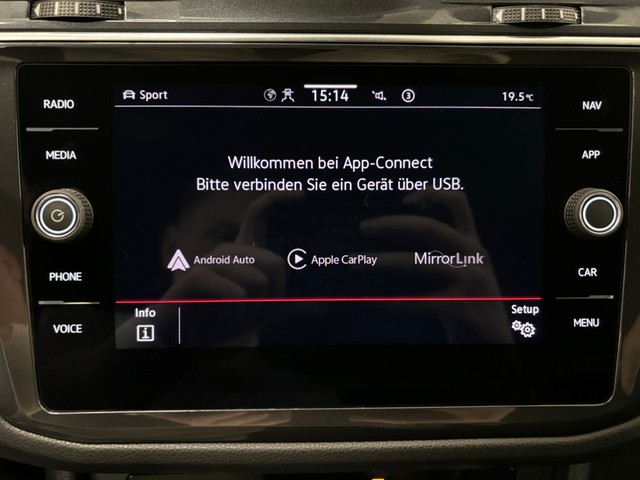 RADIO
MEDIA
PHONE
VOICE
Sport
15:14
3
19.5°C
Willkommen bei App-Connect
Bitte verbinden Sie ein Gerät über USB.
Android Auto
Apple CarPlay
MirrorLink
Info
Setup
NAV
APP
CAR
MENU